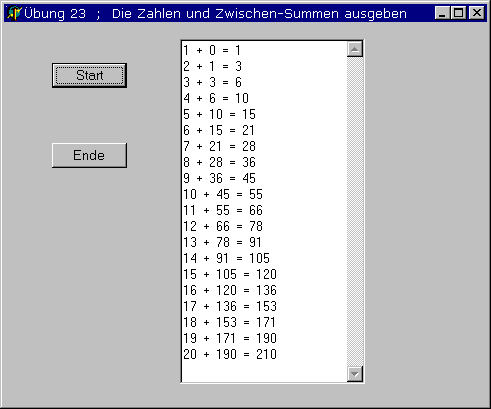 Übung 23 ; Die Zahlen und Zwischen-Summen ausgeben
Start
Ende
1 + 0 = 1
2 + 1 = 3
3 + 3 = 6
4 + 6 = 10
5 + 10 = 15
6 + 15 = 21
7 + 21 = 28
8 + 28 = 36
9 + 36 = 45
10 + 45 = 55
11 + 55 = 66
12 + 66 = 78
13 + 78 = 91
14 + 91 = 105
15 + 105 = 120
16 + 120 = 136
17 + 136 = 153
18 + 153 = 171
19 + 171 = 190
20 + 190 = 210